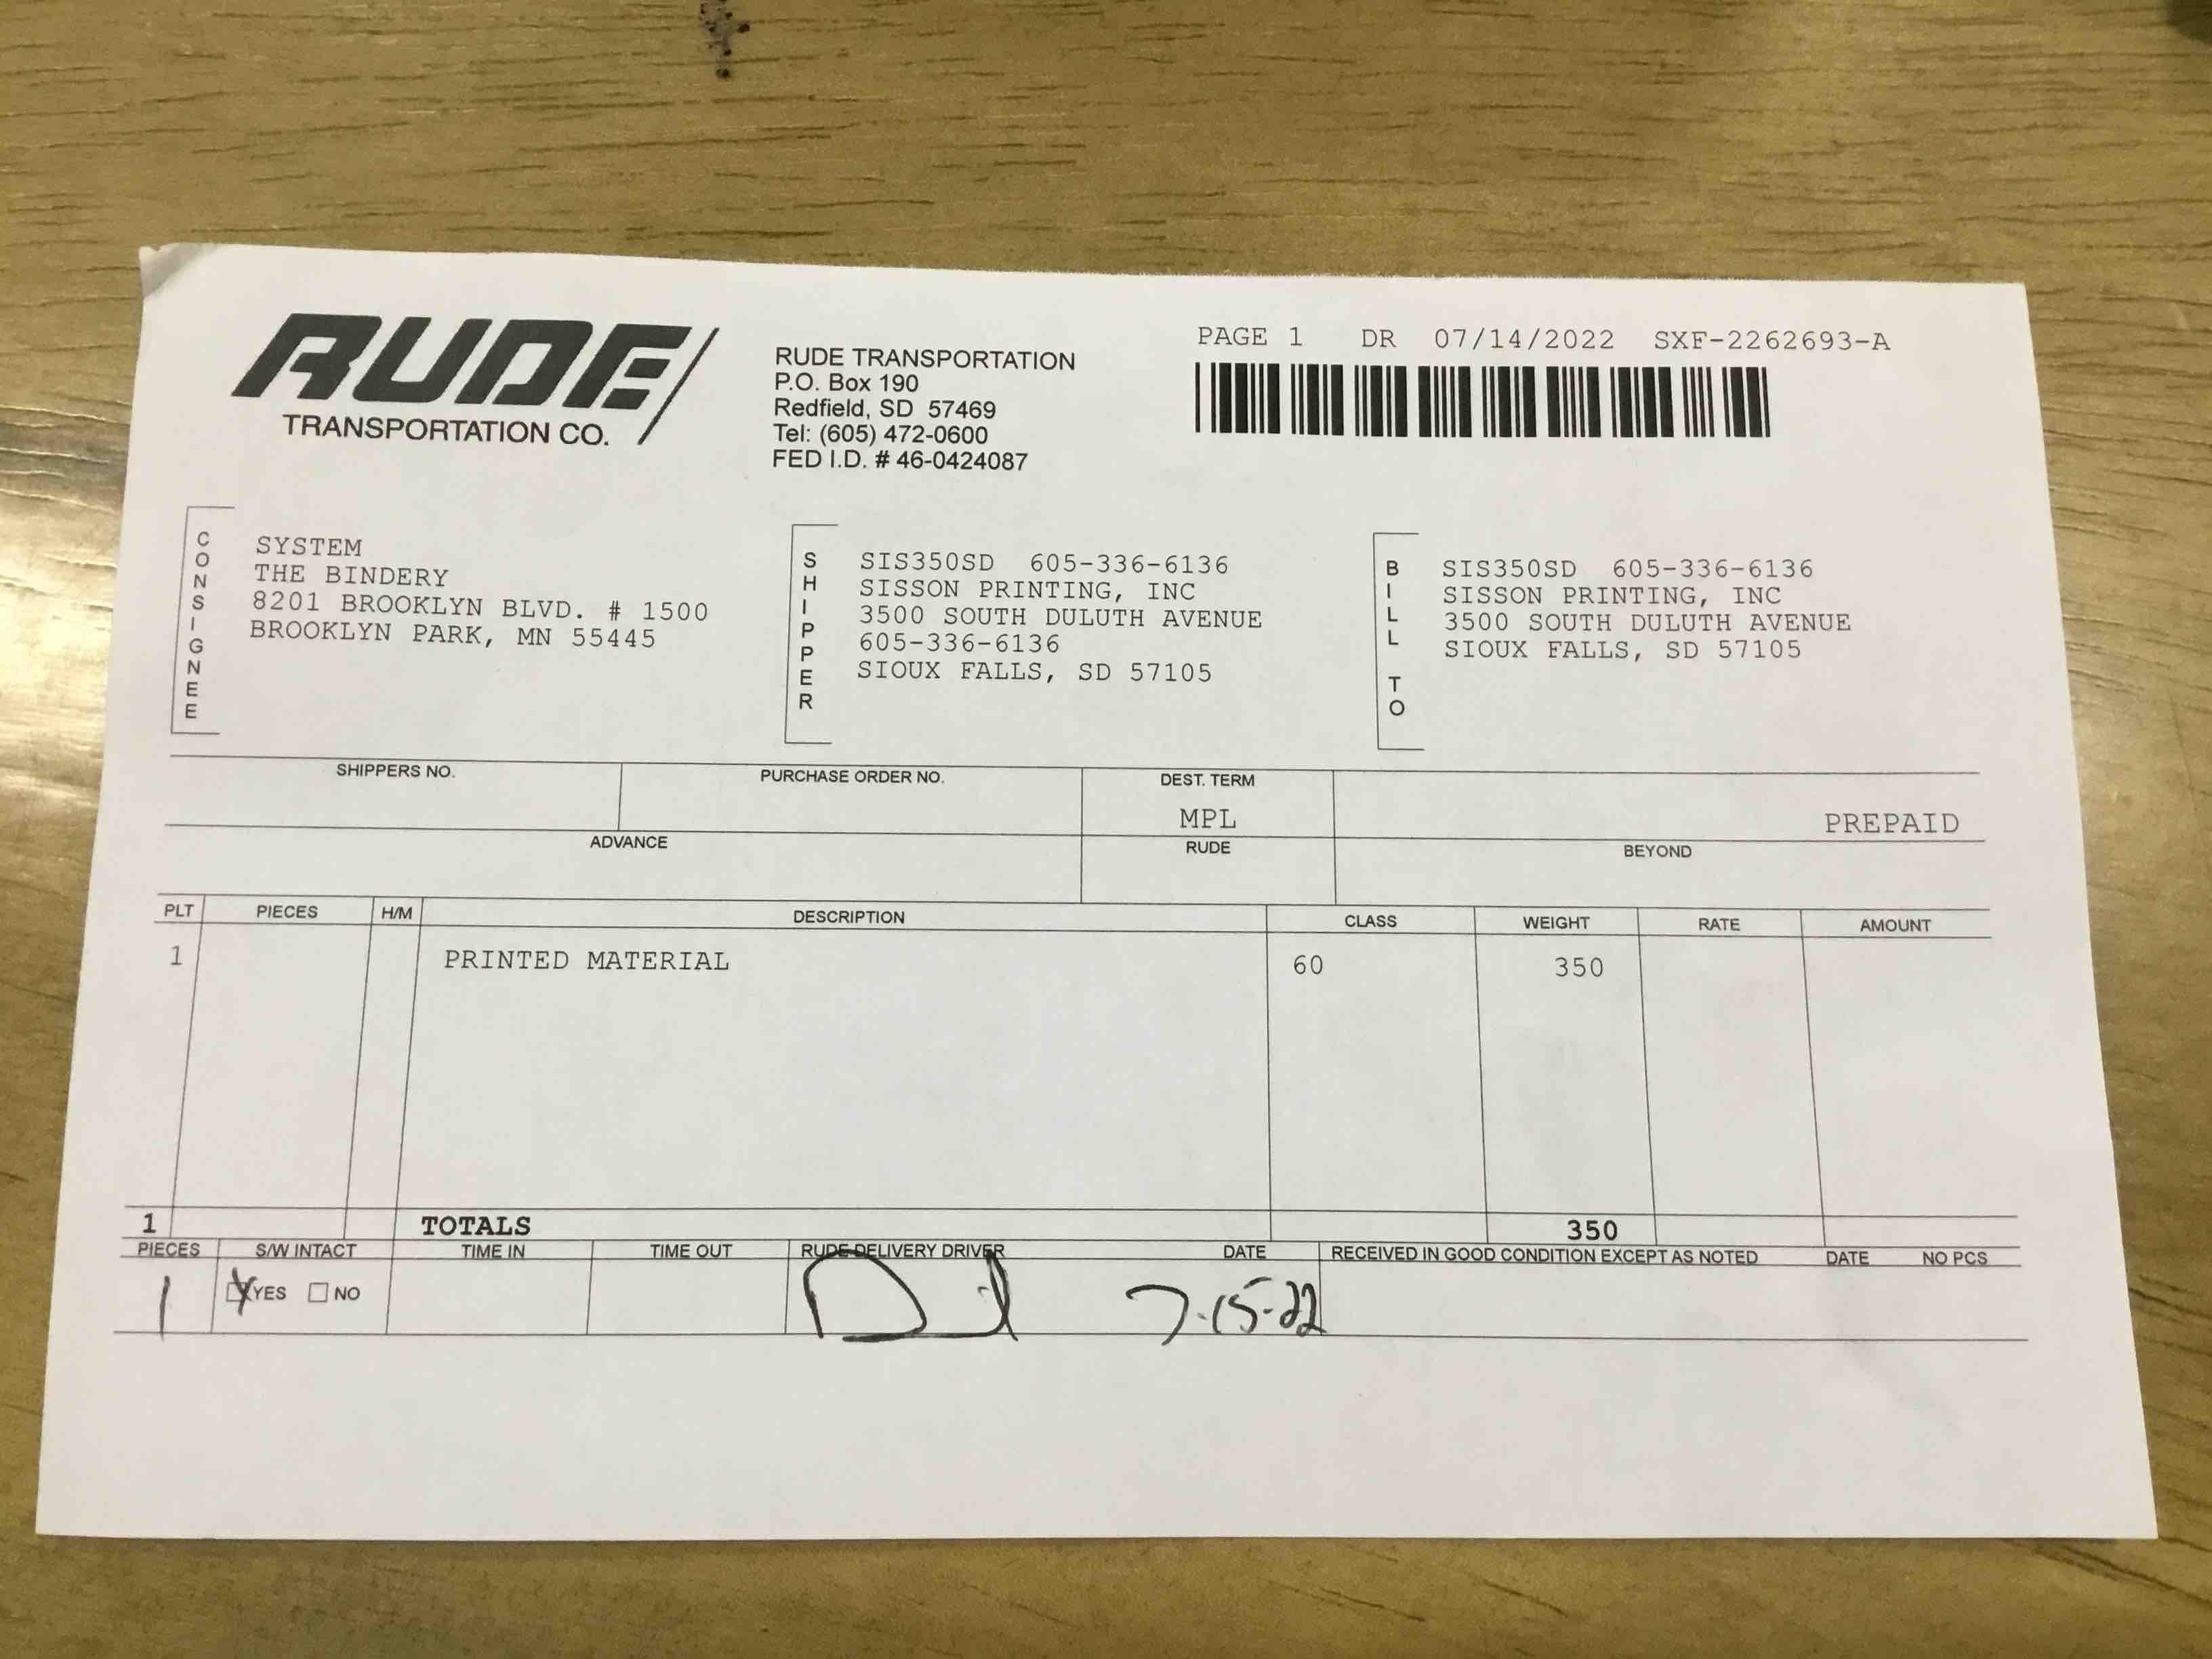 RUDE
TRANSPORTATION CO.
RUDE TRANSPORTATION
P.O. Box 190
Redfield, SD 57469
Tel: (605) 472-0600
FED I.D. # 46-0424087
PAGE 1 DR 07/14/2022 SXF-2262693-A
CONSIGNEE
SYSTEM
THE BINDERY
8201 BROOKLYN BLVD. # 1500
BROOKLYN PARK, MN 55445
SHIPPER
SIS350SD 605-336-6136
SISSON PRINTING, INC
3500 SOUTH DULUTH AVENUE
605-336-6136
SIOUX FALLS, SD 57105
BILL TO
SIS350SD 605-336-6136
SISSON PRINTING, INC
3500 SOUTH DULUTH AVENUE
SIOUX FALLS, SD 57105
SHIPPERS NO. PURCHASE ORDER NO. DEST. TERM
MPL PREPAID
ADVANCE RUDE BEYOND
PLT PIECES H/M DESCRIPTION CLASS WEIGHT RATE AMOUNT
1 PRINTED MATERIAL 60 350
1 TOTALS 350
PIECES S/W INTACT TIME IN TIME OUT RUDE DELIVERY DRIVER DATE RECEIVED IN GOOD CONDITION EXCEPT AS NOTED DATE NO PCS
1 YES NO 7-15-22